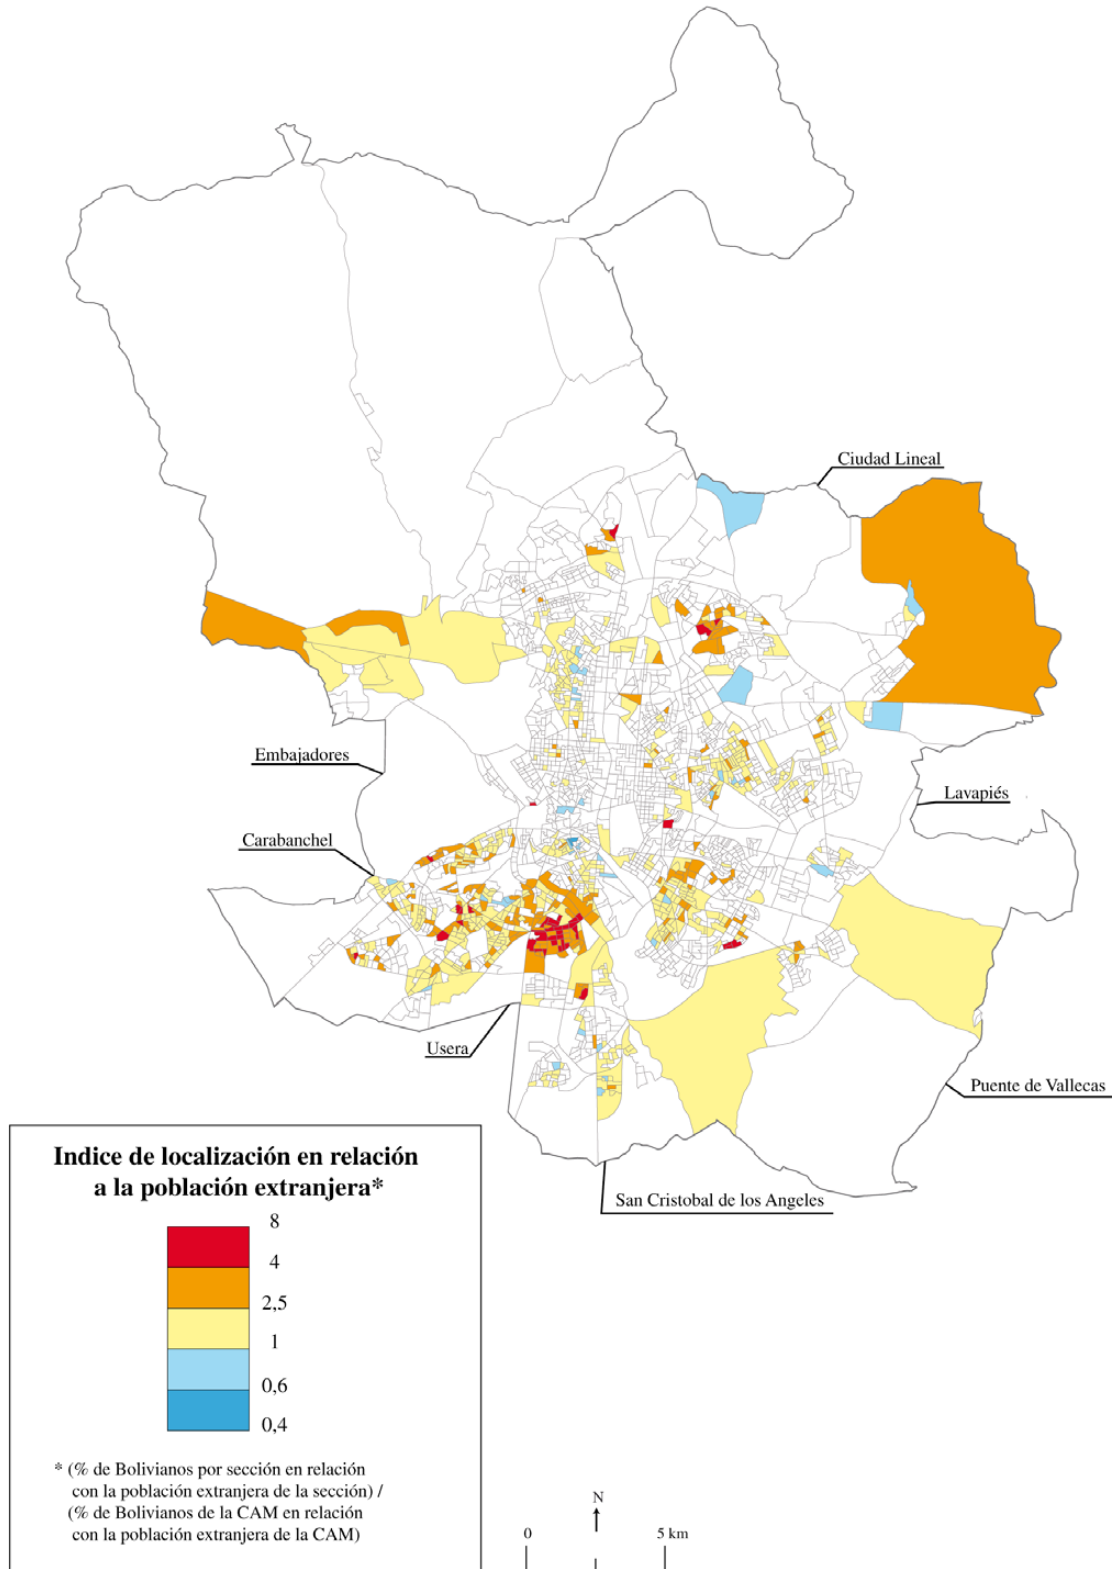 Ciudad Lineal
Embajadores
Lavapiés
Carabanchel
Usera
Puente de Vallecas
San Cristobal de los Angeles
Indice de localización en relación
a la población extranjera*
8
4
2,5
1
0,6
0,4
* (% de Bolivianos por sección en relación
con la población extranjera de la sección) /
(% de Bolivianos de la CAM en relación
con la población extranjera de la CAM)
N
0 5 km